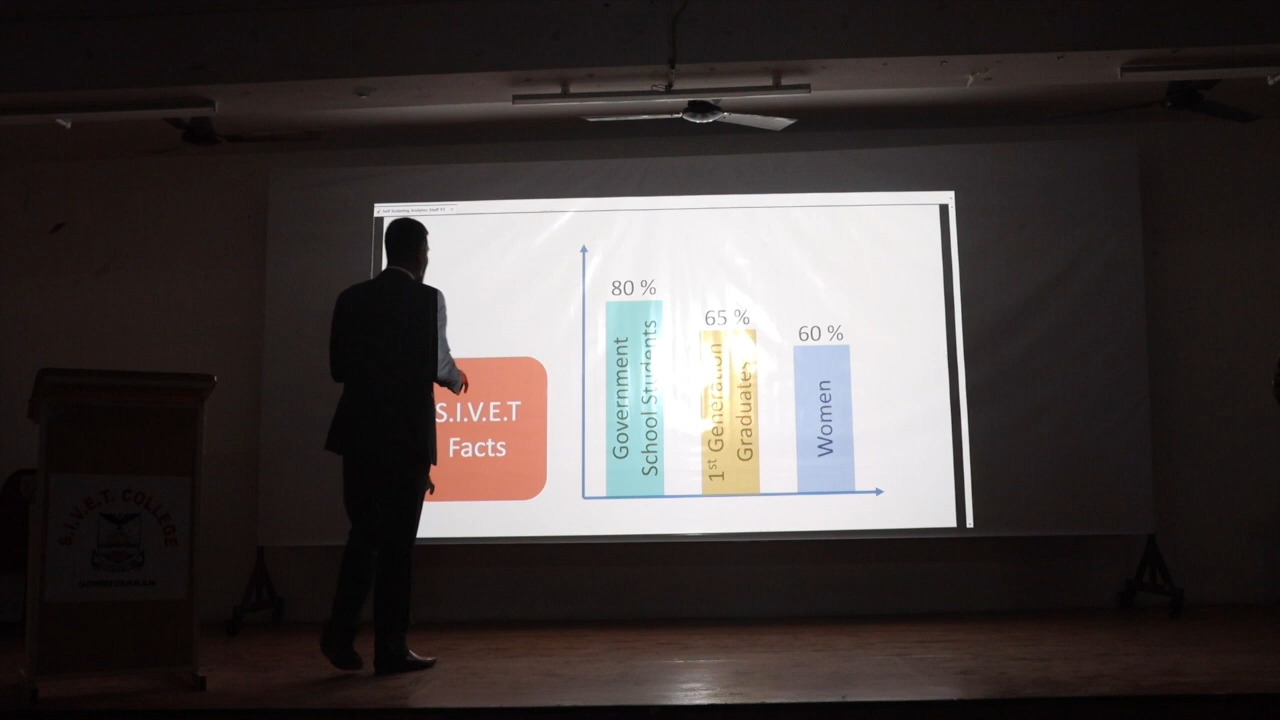 80 %
65 %
60 %
Government
School Students
1st Generation
Graduates
Women
S.I.V.E.T
Facts
S.I.V.E.T. COLLEGE